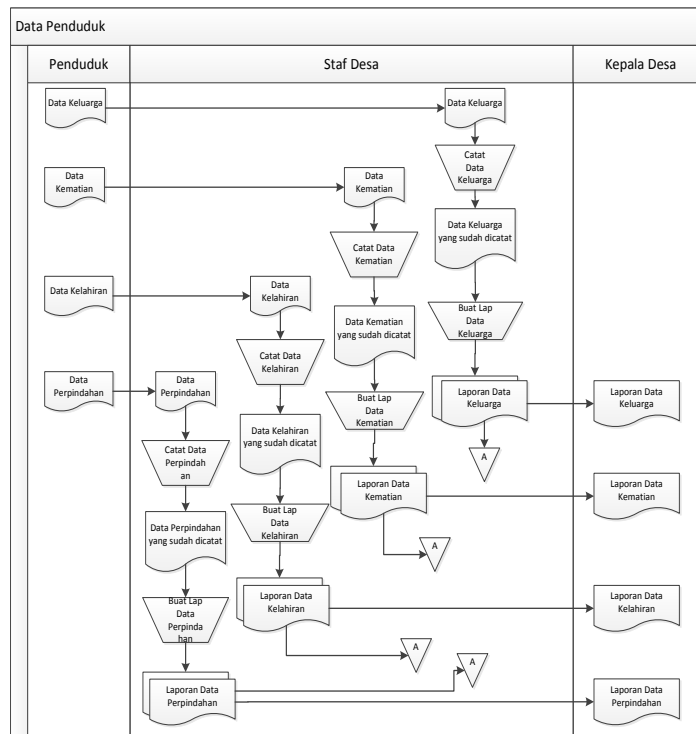 Data Penduduk
Penduduk
Staf Desa
Kepala Desa
Data Keluarga
Data Keluarga
Catat
Data
Keluarga
Data
Kematian
Data
Kematian
Data Keluarga
yang sudah dicatat
Catat Data
Kematian
Data Kelahiran
Data
Kelahiran
Buat Lap
Data
Keluarga
Data Kematian
yang sudah dicatat
Catat Data
Kelahiran
Data
Perpindahan
Data
Perpindahan
Laporan Data
Keluarga
Laporan Data
Keluarga
Buat Lap
Data
Kematian
Data Kelahiran
yang sudah dicatat
Catat Data
Perpindah
an
A
Laporan Data
Kematian
Laporan Data
Kematian
Buat Lap
Data
Kelahiran
Data Perpindahan
yang sudah dicatat
A
Laporan Data
Kelahiran
Laporan Data
Kelahiran
Buat Lap
Data
Perpinda
han
A
A
Laporan Data
Perpindahan
Laporan Data
Perpindahan